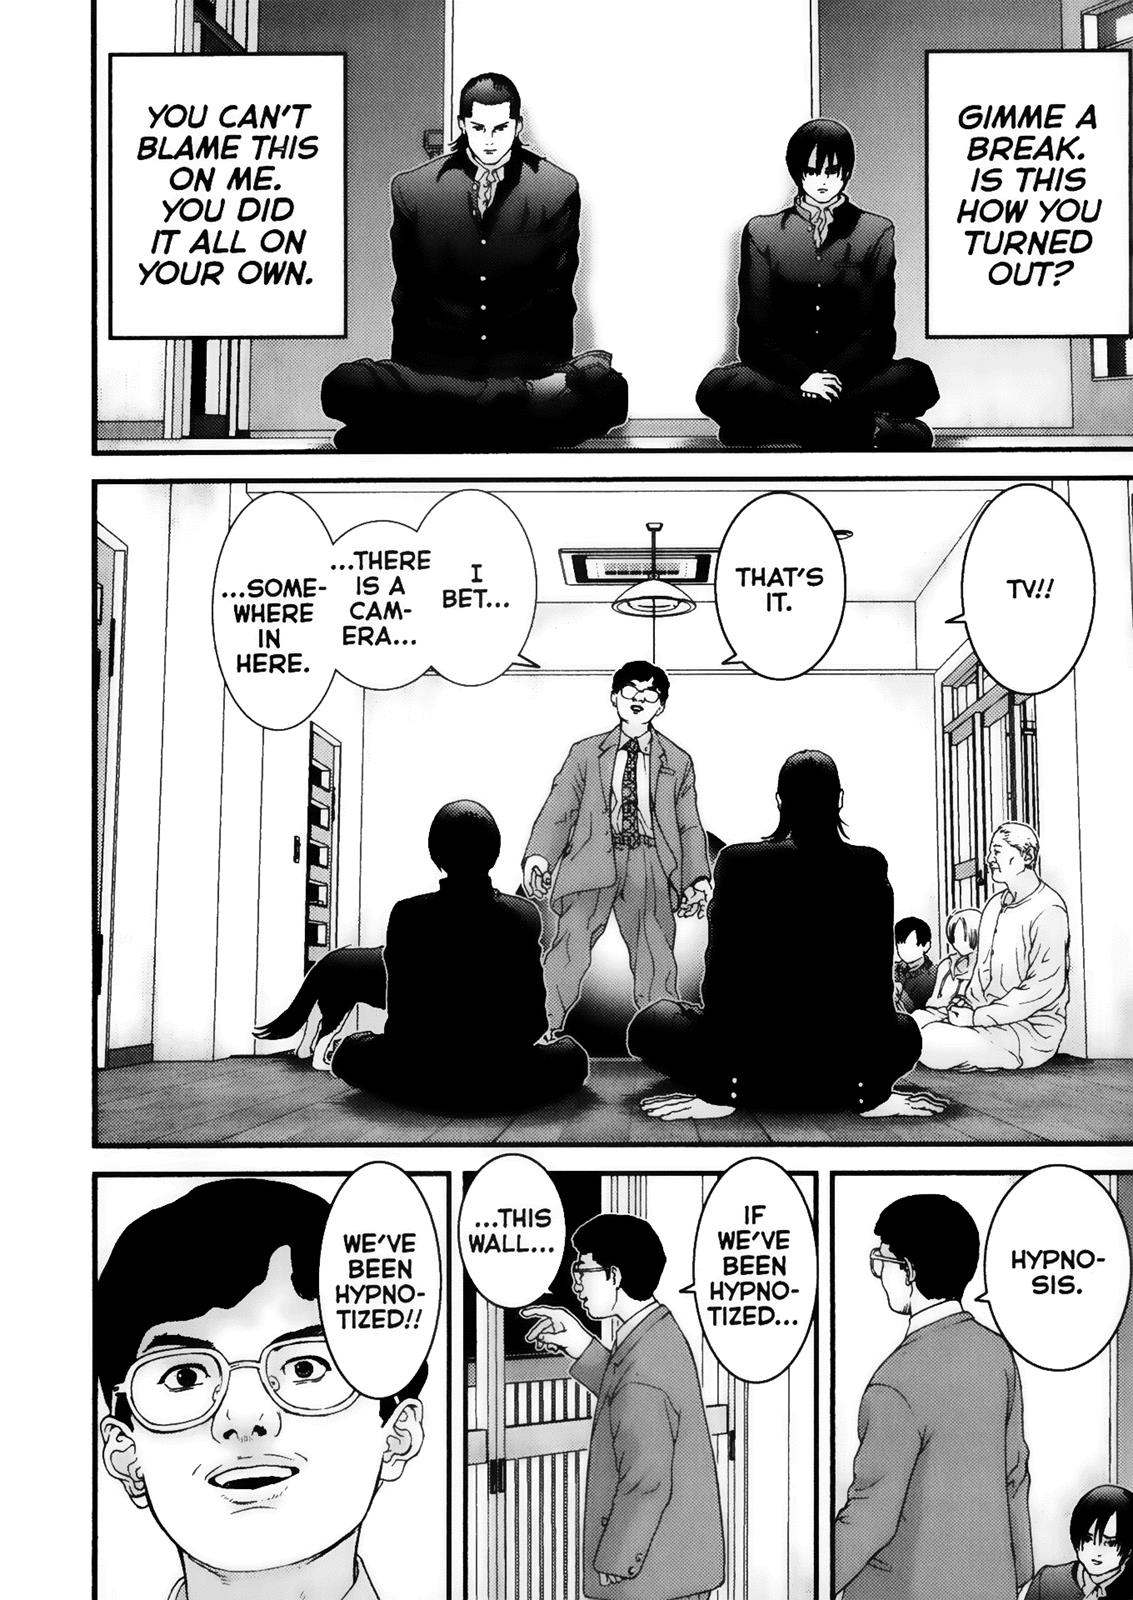 GIMME A
BREAK.
IS THIS
HOW YOU
TURNED
OUT?
YOU CAN'T
BLAME THIS
ON ME.
YOU DID
IT ALL ON
YOUR OWN.
TV!!
THAT'S
IT.
I
BET...
...THERE
IS A
CAM-
ERA...
...SOME-
WHERE IN
HERE.
HYPNO-
SIS.
IF
WE'VE
BEEN
HYPNO-
TIZED...
...THIS
WALL...
WE'VE
BEEN
HYPNO-
TIZED!!